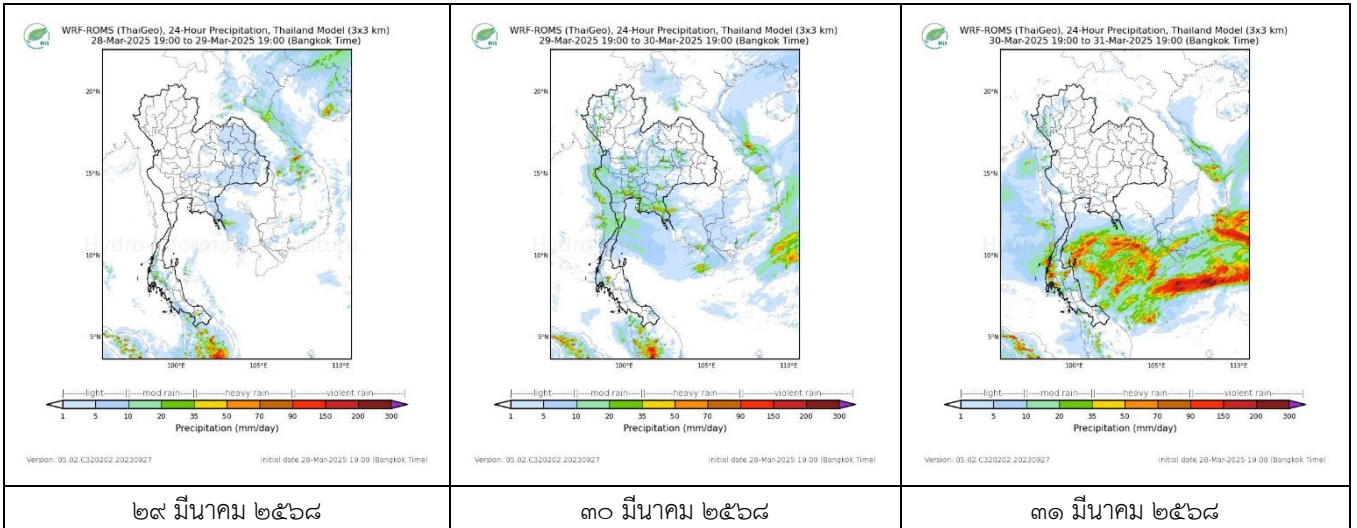 WRF-ROMS (ThaiGeo), 24-Hour Precipitation, Thailand Model (3x3 km)
28-Mar-2025 19:00 to 29-Mar-2025 19:00 (Bangkok Time)
20°N
15°N
10°N
5°N
100°E 105°E 110°E
light mod rain heavy rain violent rain
1 5 10 20 35 50 70 90 150 200 300
Precipitation (mm/day)
Version: 05.02.C320202.20230927 initial date 28-Mar-2025 19:00 (Bangkok Time)
๒๙ มีนาคม ๒๕๖๘
WRF-ROMS (ThaiGeo), 24-Hour Precipitation, Thailand Model (3x3 km)
29-Mar-2025 19:00 to 30-Mar-2025 19:00 (Bangkok Time)
20°N
15°N
10°N
5°N
100°E 105°E 110°E
light mod rain heavy rain violent rain
1 5 10 20 35 50 70 90 150 200 300
Precipitation (mm/day)
Version: 05.02.C320202.20230927 initial date 28-Mar-2025 19:00 (Bangkok Time)
๓๐ มีนาคม ๒๕๖๘
WRF-ROMS (ThaiGeo), 24-Hour Precipitation, Thailand Model (3x3 km)
30-Mar-2025 19:00 to 31-Mar-2025 19:00 (Bangkok Time)
20°N
15°N
10°N
5°N
100°E 105°E 110°E
light mod rain heavy rain violent rain
1 5 10 20 35 50 70 90 150 200 300
Precipitation (mm/day)
Version: 05.02.C320202.20230927 initial date 28-Mar-2025 19:00 (Bangkok Time)
๓๑ มีนาคม ๒๕๖๘